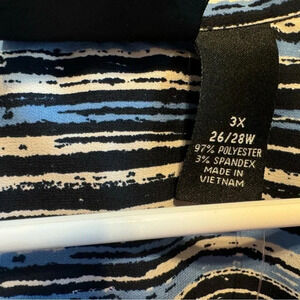 3X
26/28W
97% POLYESTER
3% SPANDEX
MADE IN
VIETNAM